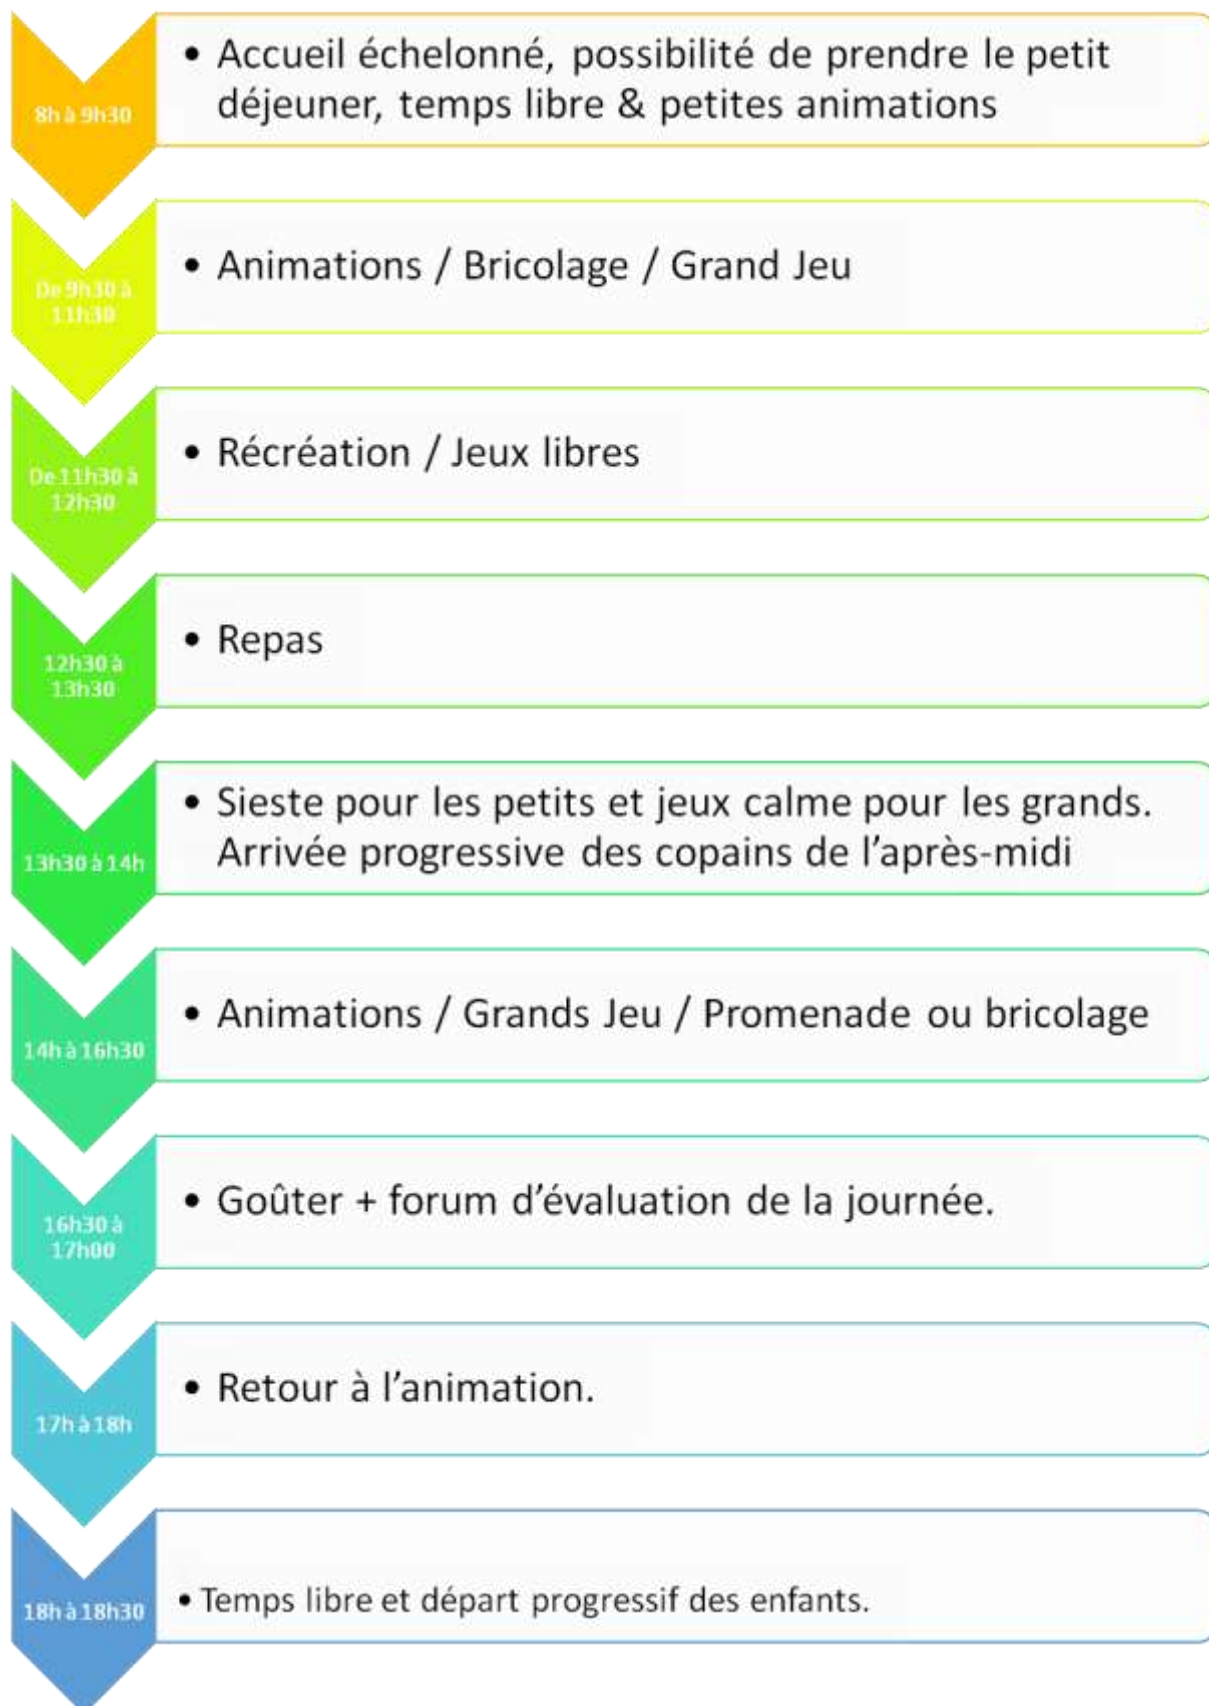 8h à 9h30
• Accueil échelonné, possibilité de prendre le petit
déjeuner, temps libre & petites animations
De 9h30 à
11h30
• Animations / Bricolage / Grand Jeu
De 11h30 à
12h30
• Récréation / Jeux libres
12h30 à
13h30
• Repas
13h30 à 14h
• Sieste pour les petits et jeux calme pour les grands.
Arrivée progressive des copains de l’après-midi
14h à 16h30
• Animations / Grands Jeu / Promenade ou bricolage
16h30 à
17h00
• Goûter + forum d’évaluation de la journée.
17h à 18h
• Retour à l’animation.
18h à 18h30
• Temps libre et départ progressif des enfants.